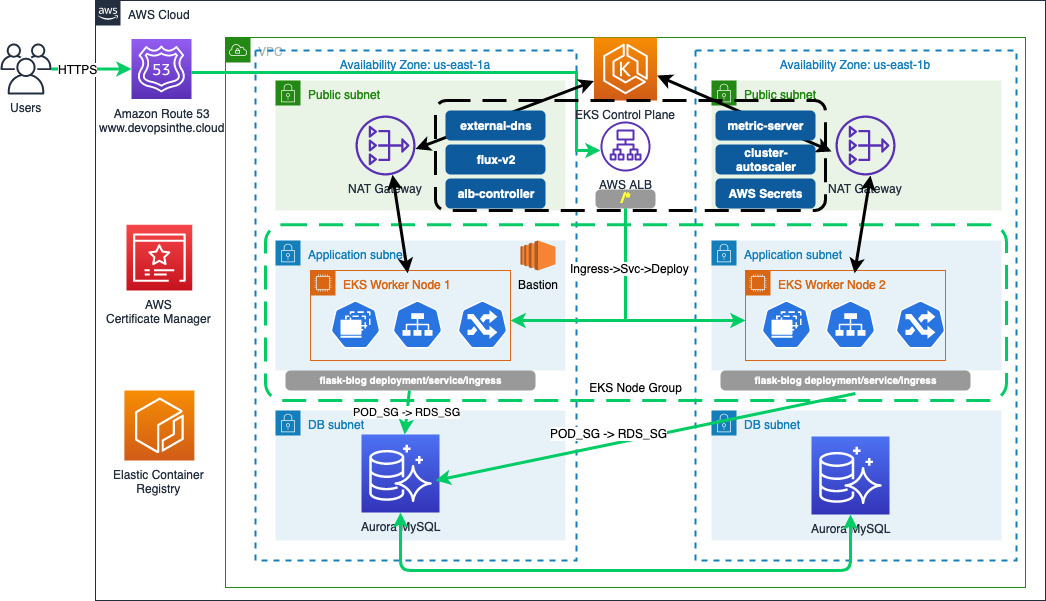 aws
AWS Cloud
VPC
Users
HTTPS
53
Amazon Route 53
www.devopsinthe.cloud
Availability Zone: us-east-1a
Availability Zone: us-east-1b
K
EKS Control Plane
Public subnet
Public subnet
NAT Gateway
NAT Gateway
external-dns
flux-v2
alb-controller
metric-server
cluster-
autoscaler
AWS Secrets
AWS ALB
/*
AWS
Certificate Manager
Application subnet
Application subnet
Bastion
Ingress->Svc->Deploy
EKS Worker Node 1
EKS Worker Node 2
flask-blog deployment/service/ingress
flask-blog deployment/service/ingress
EKS Node Group
POD_SG -> RDS_SG
POD_SG -> RDS_SG
DB subnet
DB subnet
Elastic Container
Registry
Aurora MySQL
Aurora MySQL